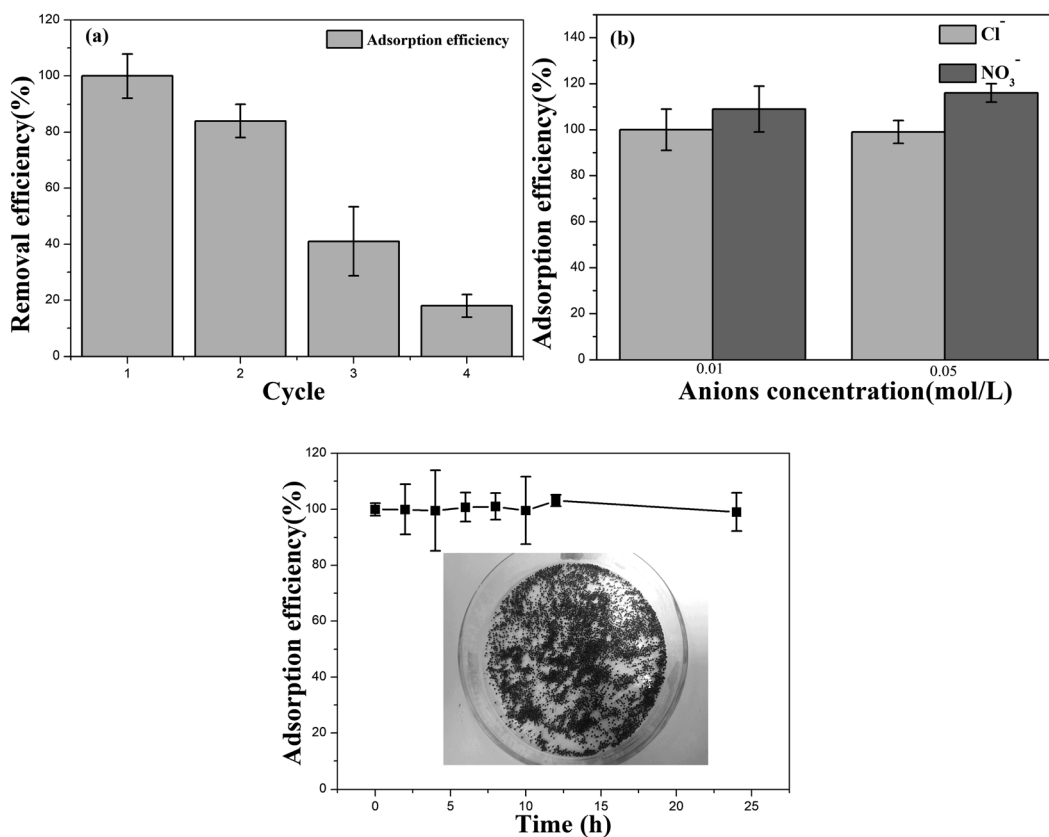 (a)
Adsorption efficiency
120
100
80
60
40
20
0
Removal efficiency(%)
1 2 3 4
Cycle
(b)
Cl-
NO3-
140
120
100
80
60
40
20
0
Adsorption efficiency(%)
0.01 0.05
Anions concentration(mol/L)
120
100
80
60
40
20
0
Adsorption efficiency(%)
0 5 10 15 20 25
Time (h)